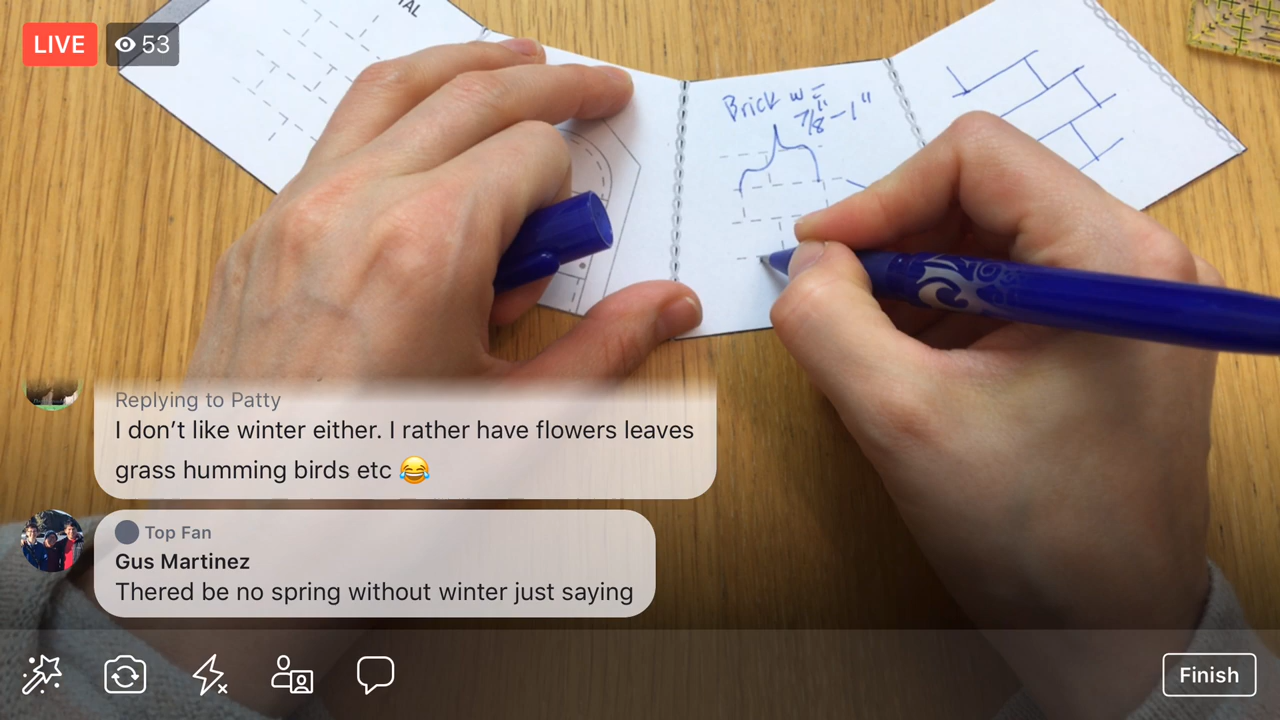 LIVE
53
TAL
Brick w =
7/8" - 1"
Replying to Patty
I don't like winter either. I rather have flowers leaves
grass humming birds etc 😂
Top Fan
Gus Martinez
Thered be no spring without winter just saying
Finish